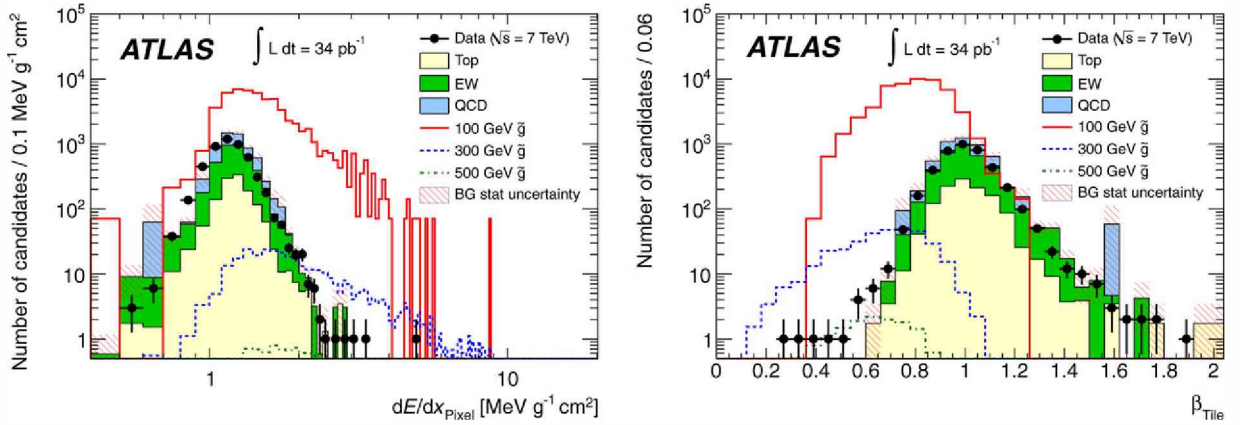 Number of candidates / 0.1 MeV g⁻¹ cm²
ATLAS
∫ L dt = 34 pb⁻¹
Data (√s = 7 TeV)
Top
EW
QCD
100 GeV g̃
300 GeV g̃
500 GeV g̃
BG stat uncertainty
10⁵
10⁴
10³
10²
10
1
1
10
dE/dx_Pixel [MeV g⁻¹ cm²]
Number of candidates / 0.06
ATLAS
∫ L dt = 34 pb⁻¹
Data (√s = 7 TeV)
Top
EW
QCD
100 GeV g̃
300 GeV g̃
500 GeV g̃
BG stat uncertainty
10⁵
10⁴
10³
10²
10
1
0 0.2 0.4 0.6 0.8 1 1.2 1.4 1.6 1.8 2
β_Tile